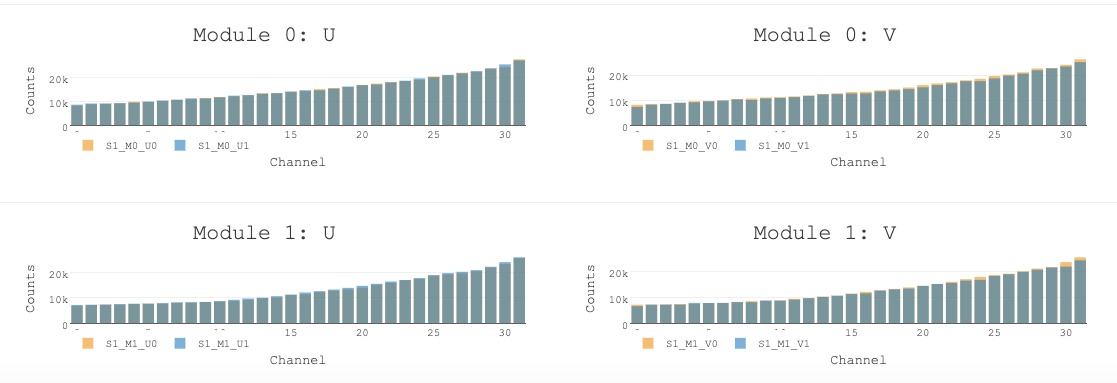 Module 0: U
Counts
20k
10k
0
15 20 25 30
S1_M0_U0 S1_M0_U1
Channel
Module 0: V
Counts
20k
10k
0
15 20 25 30
S1_M0_V0 S1_M0_V1
Channel
Module 1: U
Counts
20k
10k
0
15 20 25 30
S1_M1_U0 S1_M1_U1
Channel
Module 1: V
Counts
20k
10k
0
15 20 25 30
S1_M1_V0 S1_M1_V1
Channel